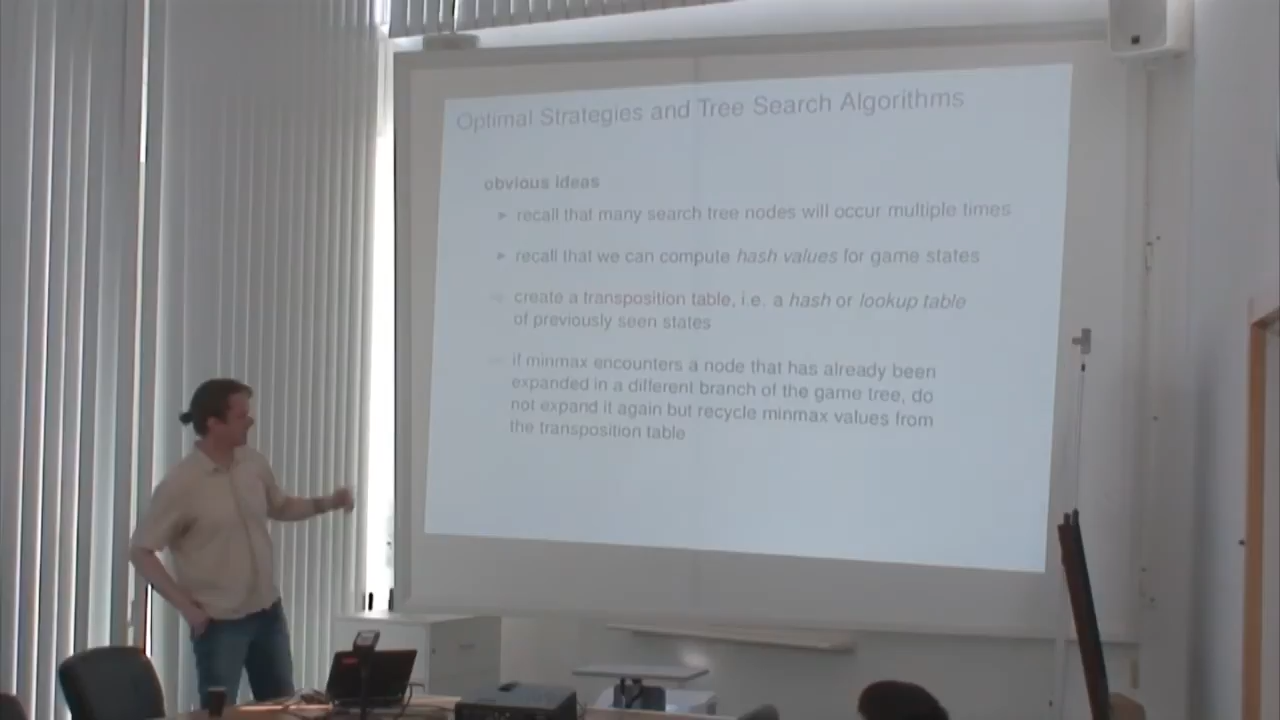 Optimal Strategies and Tree Search Algorithms
obvious ideas
recall that many search tree nodes will occur multiple times
recall that we can compute hash values for game states
create a transposition table, i.e. a hash or lookup table
of previously seen states
if minmax encounters a node that has already been
expanded in a different branch of the game tree, do
not expand it again but recycle minmax values from
the transposition table